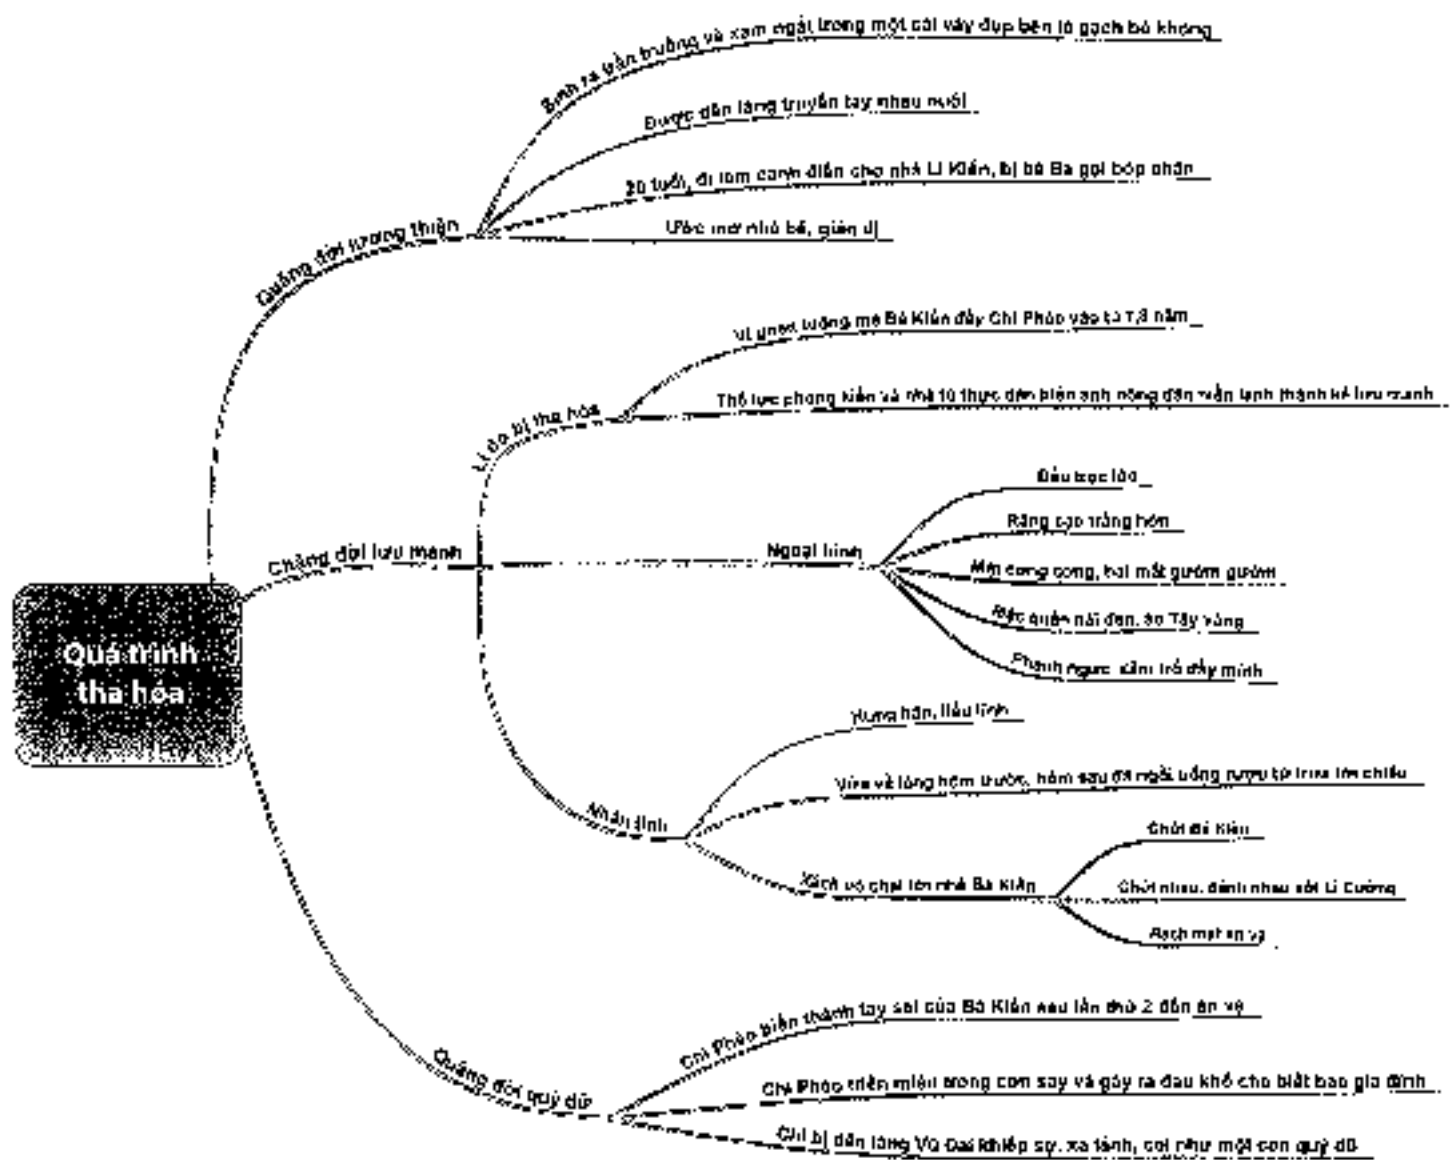 Quá trình
tha hóa
Quãng đời lương thiện
Sinh ra trần truồng và xám ngắt trong một cái váy đụp bên lò gạch bỏ không
Được dân làng truyền tay nhau nuôi
20 tuổi, đi làm canh điền cho nhà Lí Kiến, bị bà Ba gọi bóp chân
Ước mơ nhỏ bé, giản dị
Chặng đời lưu manh
Lí do bị tha hóa
Vì ghen tuông mà Bá Kiến đẩy Chí Phèo vào tù 7,8 năm
Thế lực phong kiến và nhà tù thực dân biến anh nông dân hiền lành thành kẻ lưu manh
Ngoại hình
Đầu trọc lốc
Răng cạo trắng hớn
Mặt cong cong, hai mắt gườm gườm
Mặc quần nái đen, áo Tây vàng
Phanh ngực xăm trổ đầy mình
Nhân tính
Hung hãn, liều lĩnh
Vừa về làng hôm trước, hôm sau đã ngồi uống rượu từ trưa tới chiều
Xách vỏ chai tới nhà Bá Kiến
Chửi Bá Kiến
Chửi nhau, đánh nhau với Lí Cường
Rạch mặt ăn vạ
Quãng đời quỷ dữ
Chí Phèo biến thành tay sai của Bá Kiến sau lần thứ 2 đến ăn vạ
Chí Phèo triền miên trong cơn say và gây ra đau khổ cho biết bao gia đình
Chí bị dân làng Vũ Đại khiếp sợ, xa lánh, coi như một con quỷ dữ